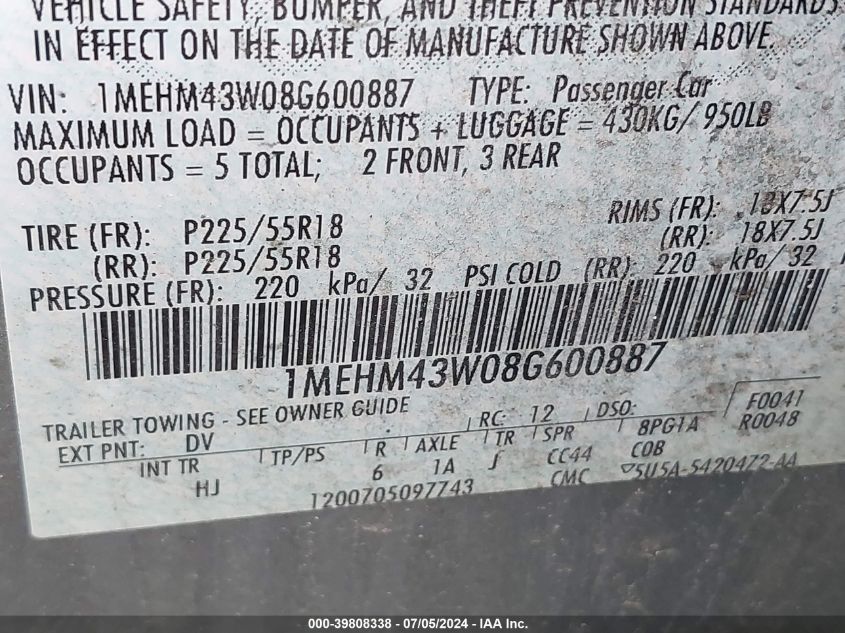 VEHICLE SAFETY, BUMPER, AND THEFT PREVENTION STANDARDS
IN EFFECT ON THE DATE OF MANUFACTURE SHOWN ABOVE.
VIN: 1MEHM43W08G600887 TYPE: Passenger Car
MAXIMUM LOAD = OCCUPANTS + LUGGAGE = 430KG/ 950LB
OCCUPANTS = 5 TOTAL; 2 FRONT, 3 REAR
TIRE (FR): P225/55R18 RIMS (FR): 18X7.5J
(RR): P225/55R18 (RR): 18X7.5J
PRESSURE (FR): 220 kPa/ 32 PSI COLD (RR): 220 kPa/ 32
1MEHM43W08G600887
TRAILER TOWING - SEE OWNER GUIDE
EXT PNT: DV RC: 12 DSO: F0041
INT TR TP/PS R AXLE TR SPR 8PG1A R0048
HJ 6 1A J CC44 COB
1200705097743 CMC 5U5A-5420472-AA
000-39808338 - 07/05/2024 - IAA Inc.